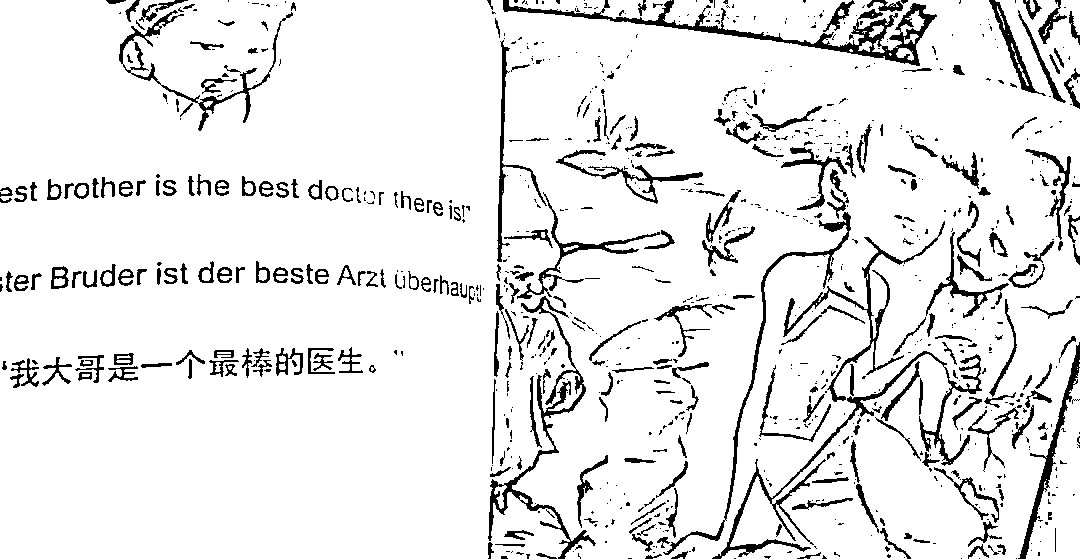 est brother is the best doctor there is!"
ster Bruder ist der beste Arzt überhaupt!"
"我大哥是一个最棒的医生。"